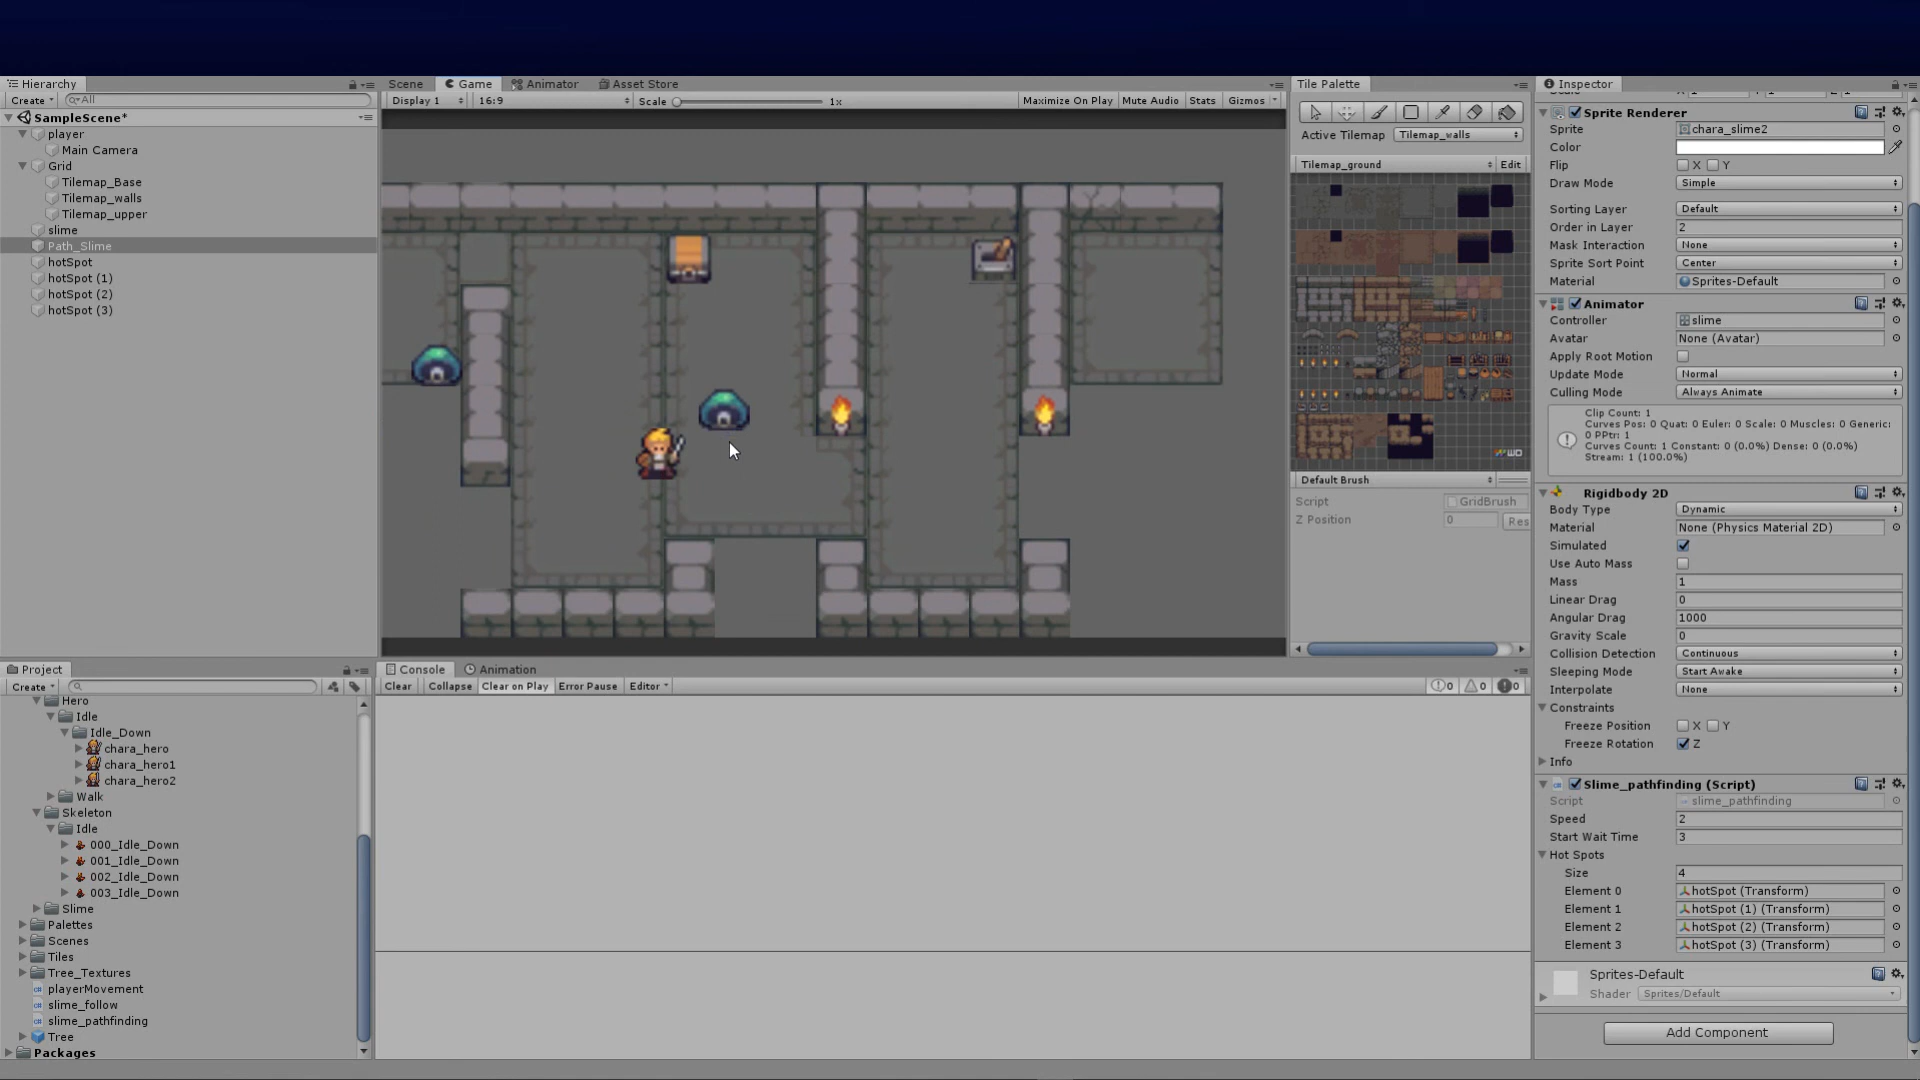 Hierarchy
Create
All
SampleScene*
player
Main Camera
Grid
Tilemap_Base
Tilemap_walls
Tilemap_upper
slime
Path_Slime
hotSpot
hotSpot (1)
hotSpot (2)
hotSpot (3)
Scene
Game
Animator
Asset Store
Display 1
16:9
Scale
1x
Maximize On Play
Mute Audio
Stats
Gizmos
Tile Palette
Active Tilemap
Tilemap_walls
Tilemap_ground
Edit
Default Brush
Script
GridBrush
Z Position
0
Res
Project
Create
Hero
Idle
Idle_Down
chara_hero
chara_hero1
chara_hero2
Walk
Skeleton
Idle
000_Idle_Down
001_Idle_Down
002_Idle_Down
003_Idle_Down
Slime
Palettes
Scenes
Tiles
Tree_Textures
playerMovement
slime_follow
slime_pathfinding
Tree
Packages
Console
Animation
Clear
Collapse
Clear on Play
Error Pause
Editor
0
0
0
Inspector
Sprite Renderer
Sprite
chara_slime2
Color
Flip
X
Y
Draw Mode
Simple
Sorting Layer
Default
Order in Layer
2
Mask Interaction
None
Sprite Sort Point
Center
Material
Sprites-Default
Animator
Controller
slime
Avatar
None (Avatar)
Apply Root Motion
Update Mode
Normal
Culling Mode
Always Animate
Clip Count: 1
Curves Pos: 0 Quat: 0 Euler: 0 Scale: 0 Muscles: 0 Generic:
0 PPtr: 1
Curves Count: 1 Constant: 0 (0.0%) Dense: 0 (0.0%)
Stream: 1 (100.0%)
Rigidbody 2D
Body Type
Dynamic
Material
None (Physics Material 2D)
Simulated
Use Auto Mass
Mass
1
Linear Drag
0
Angular Drag
1000
Gravity Scale
0
Collision Detection
Continuous
Sleeping Mode
Start Awake
Interpolate
None
Constraints
Freeze Position
X
Y
Freeze Rotation
Z
Info
Slime_pathfinding (Script)
Script
slime_pathfinding
Speed
2
Start Wait Time
3
Hot Spots
Size
4
Element 0
hotSpot (Transform)
Element 1
hotSpot (1) (Transform)
Element 2
hotSpot (2) (Transform)
Element 3
hotSpot (3) (Transform)
Sprites-Default
Shader
Sprites/Default
Add Component